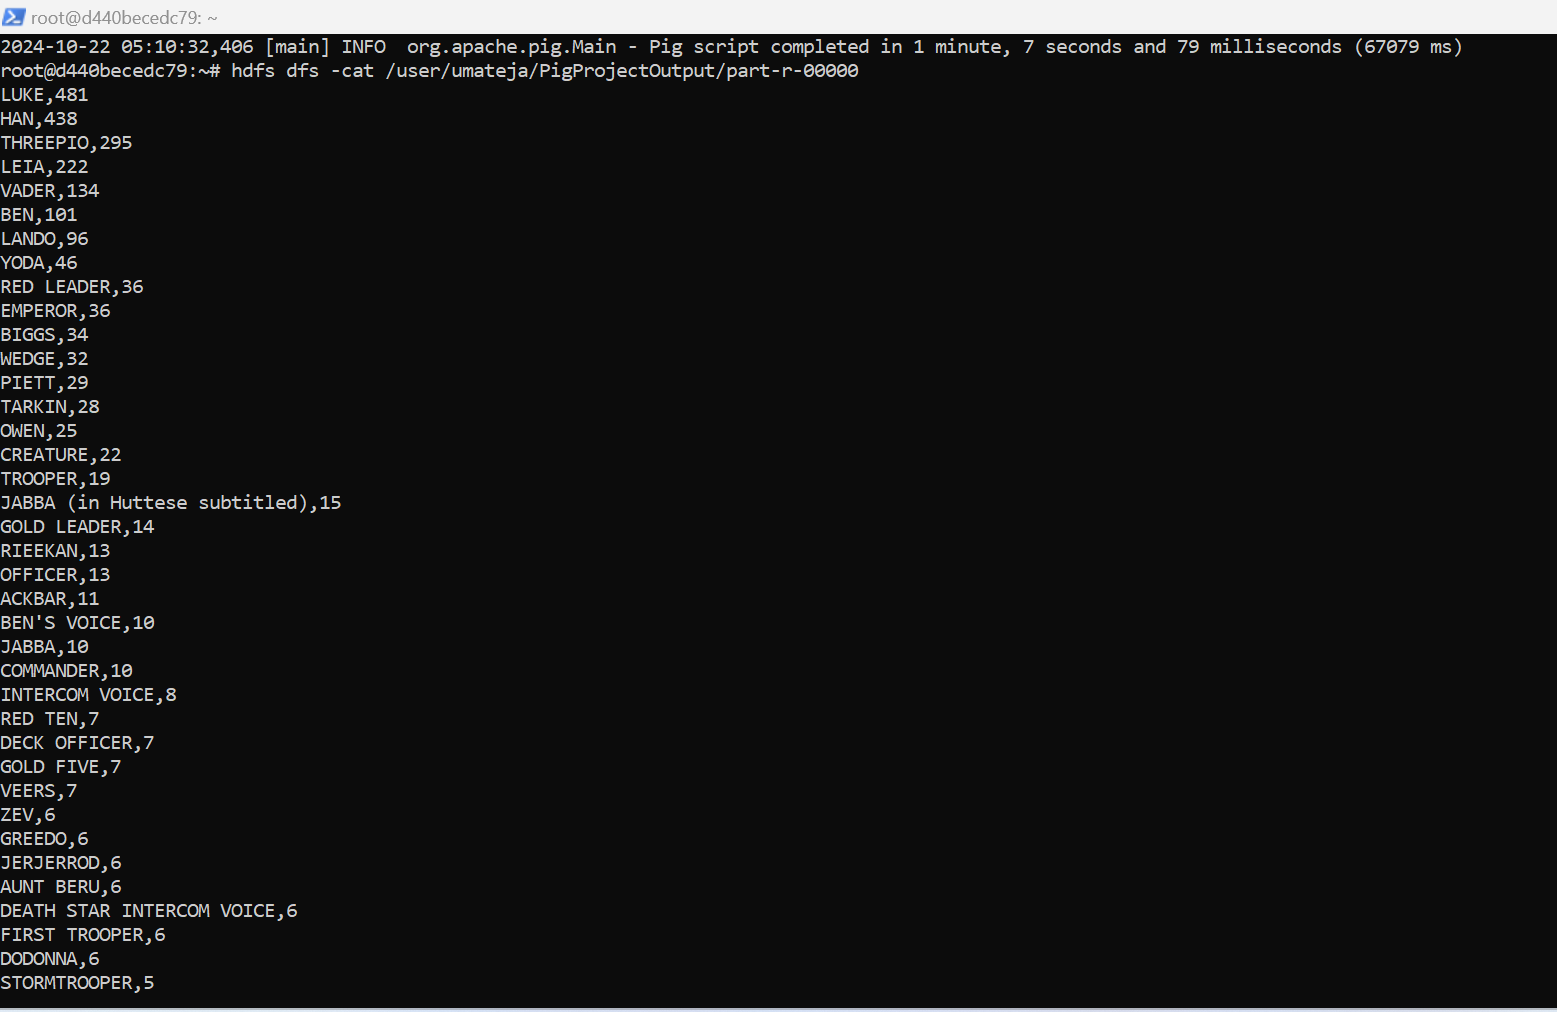 root@d440becedc79: ~
2024-10-22 05:10:32,406 [main] INFO  org.apache.pig.Main - Pig script completed in 1 minute, 7 seconds and 79 milliseconds (67079 ms)
root@d440becedc79:~# hdfs dfs -cat /user/umateja/PigProjectOutput/part-r-00000
LUKE,481
HAN,438
THREEPIO,295
LEIA,222
VADER,134
BEN,101
LANDO,96
YODA,46
RED LEADER,36
EMPEROR,36
BIGGS,34
WEDGE,32
PIETT,29
TARKIN,28
OWEN,25
CREATURE,22
TROOPER,19
JABBA (in Huttese subtitled),15
GOLD LEADER,14
RIEEKAN,13
OFFICER,13
ACKBAR,11
BEN'S VOICE,10
JABBA,10
COMMANDER,10
INTERCOM VOICE,8
RED TEN,7
DECK OFFICER,7
GOLD FIVE,7
VEERS,7
ZEV,6
GREEDO,6
JERJERROD,6
AUNT BERU,6
DEATH STAR INTERCOM VOICE,6
FIRST TROOPER,6
DODONNA,6
STORMTROOPER,5